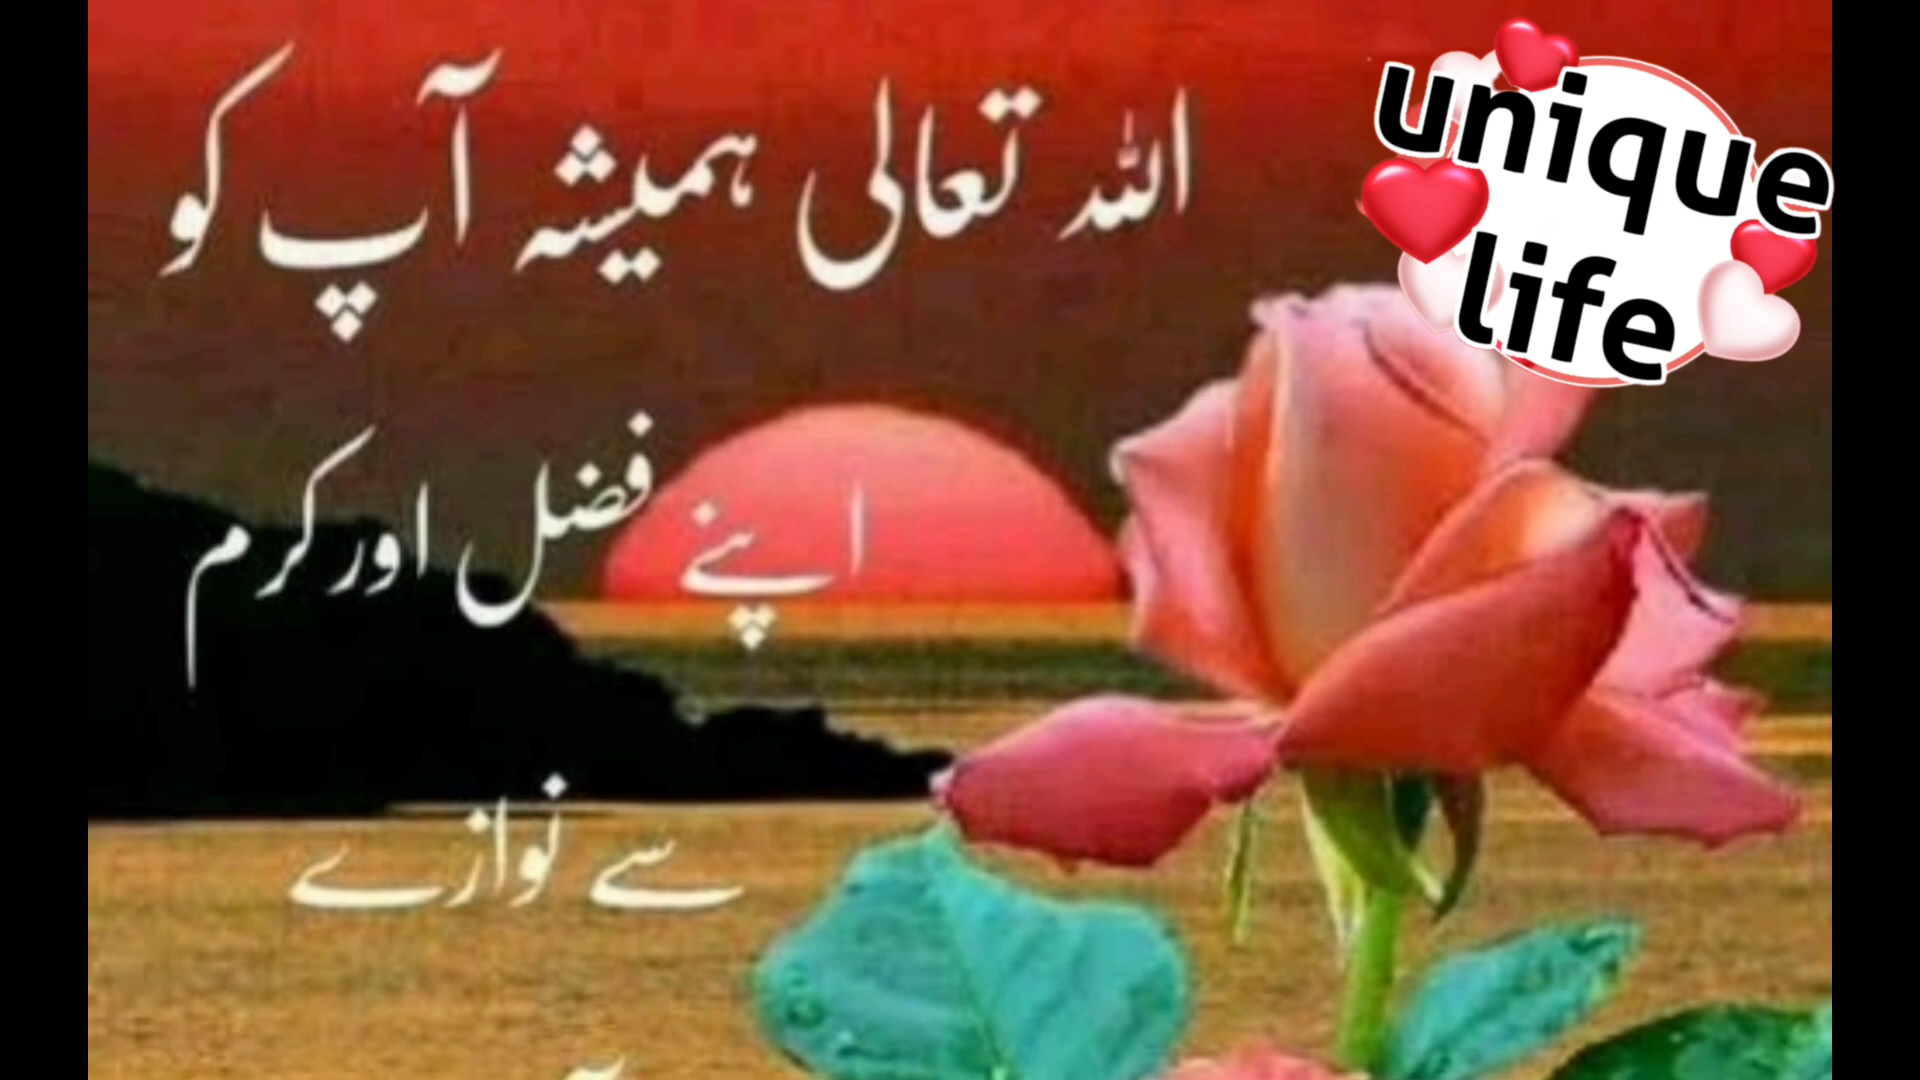 اللہ تعالی ہمیشہ آپ کو
اپنے فضل اور کرم
سے نوازے
unique
life